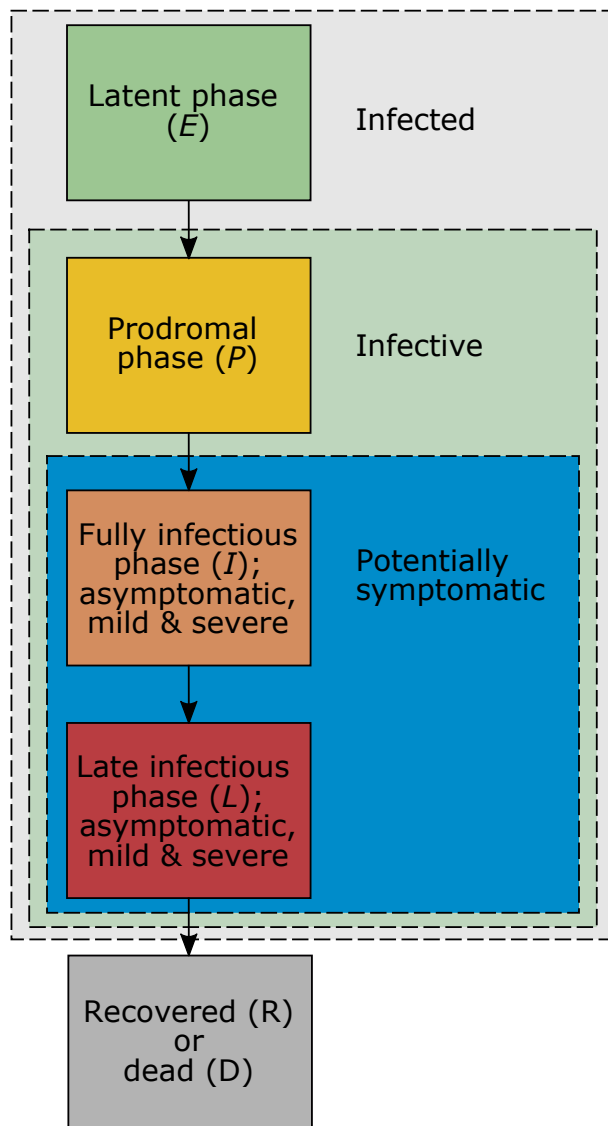 Latent phase
(E)
Infected
Prodromal
phase (P)
Infective
Fully infectious
phase (I);
asymptomatic,
mild & severe
Potentially
symptomatic
Late infectious
phase (L);
asymptomatic,
mild & severe
Recovered (R)
or
dead (D)